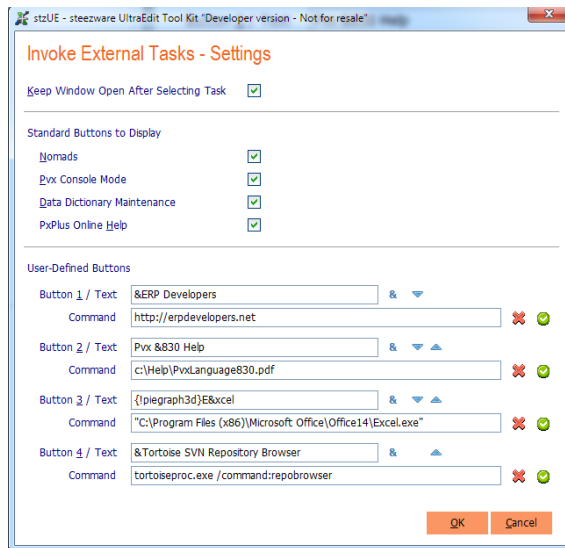 stzUE - steezware UltraEdit Tool Kit "Developer version - Not for resale"
Invoke External Tasks - Settings
Keep Window Open After Selecting Task
Standard Buttons to Display
Nomads
Pvx Console Mode
Data Dictionary Maintenance
PxPlus Online Help
User-Defined Buttons
Button 1 / Text &ERP Developers &
Command http://erpdevelopers.net
Button 2 / Text Pvx &830 Help &
Command c:\Help\PvxLanguage830.pdf
Button 3 / Text {!piegraph3d}E&xcel &
Command "C:\Program Files (x86)\Microsoft Office\Office14\Excel.exe"
Button 4 / Text &Tortoise SVN Repository Browser &
Command tortoiseproc.exe /command:repobrowser
OK Cancel